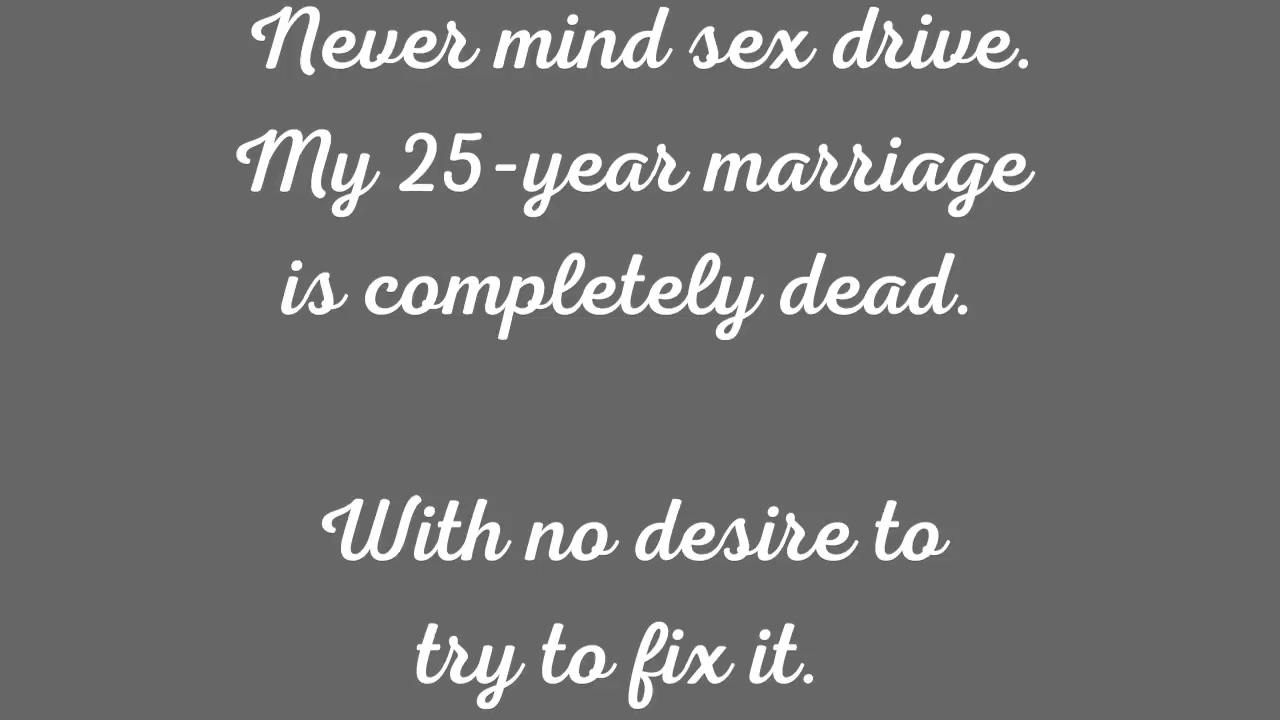 Never mind sex drive.
My 25-year marriage
is completely dead.
With no desire to
try to fix it.